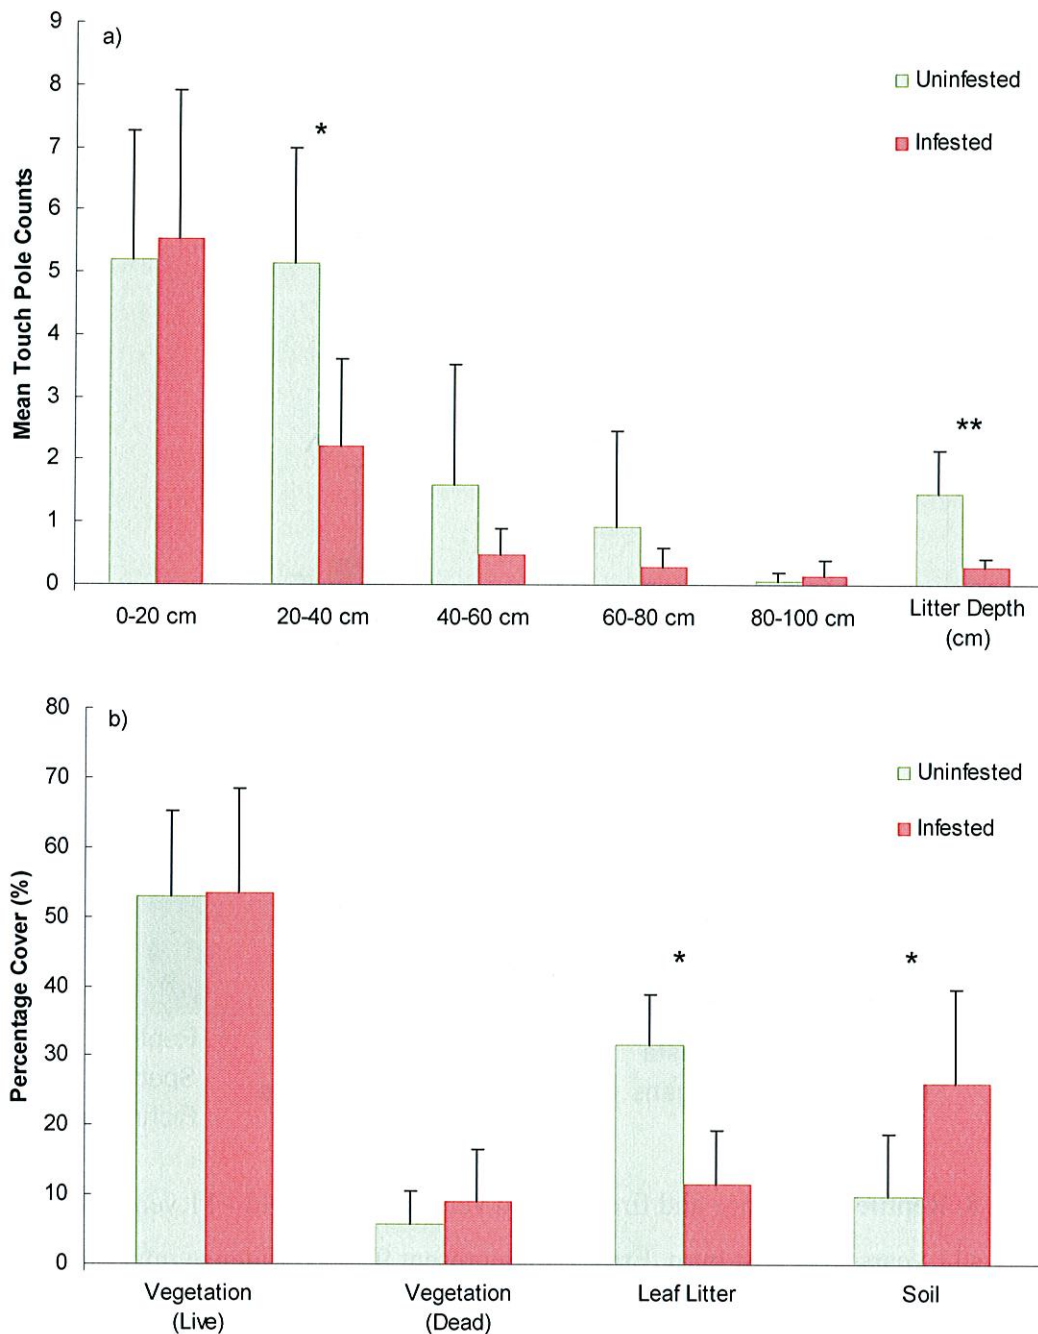 a)
Uninfested
Infested
*
**
Mean Touch Pole Counts
9
8
7
6
5
4
3
2
1
0
0-20 cm
20-40 cm
40-60 cm
60-80 cm
80-100 cm
Litter Depth
(cm)
b)
Uninfested
Infested
*
*
Percentage Cover (%)
80
70
60
50
40
30
20
10
0
Vegetation
(Live)
Vegetation
(Dead)
Leaf Litter
Soil